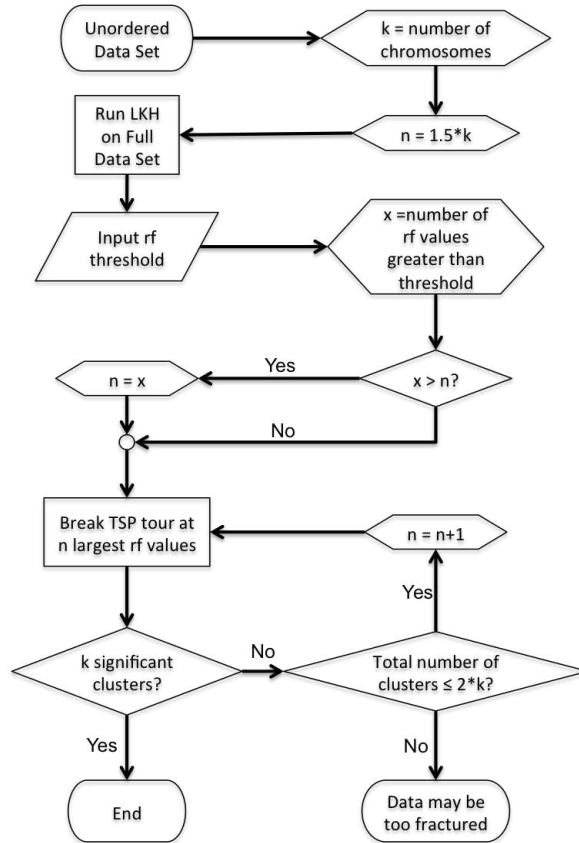 Unordered
Data Set
k = number of
chromosomes
Run LKH
on Full
Data Set
n = 1.5*k
Input rf
threshold
x =number of
rf values
greater than
threshold
Yes
n = x
x > n?
No
Break TSP tour at
n largest rf values
n = n+1
Yes
k significant
clusters?
No
Total number of
clusters ≤ 2*k?
Yes
No
End
Data may be
too fractured